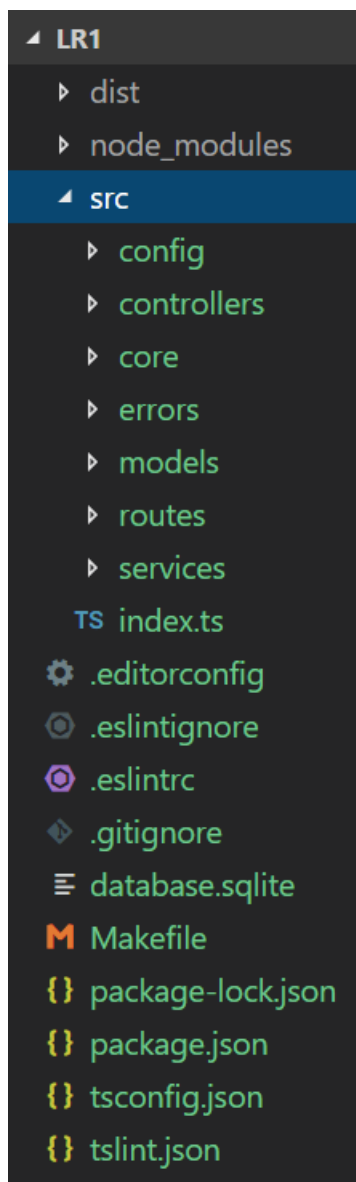 LR1
dist
node_modules
src
config
controllers
core
errors
models
routes
services
TS index.ts
.editorconfig
.eslintignore
.eslintrc
.gitignore
database.sqlite
M Makefile
{} package-lock.json
{} package.json
{} tsconfig.json
{} tslint.json